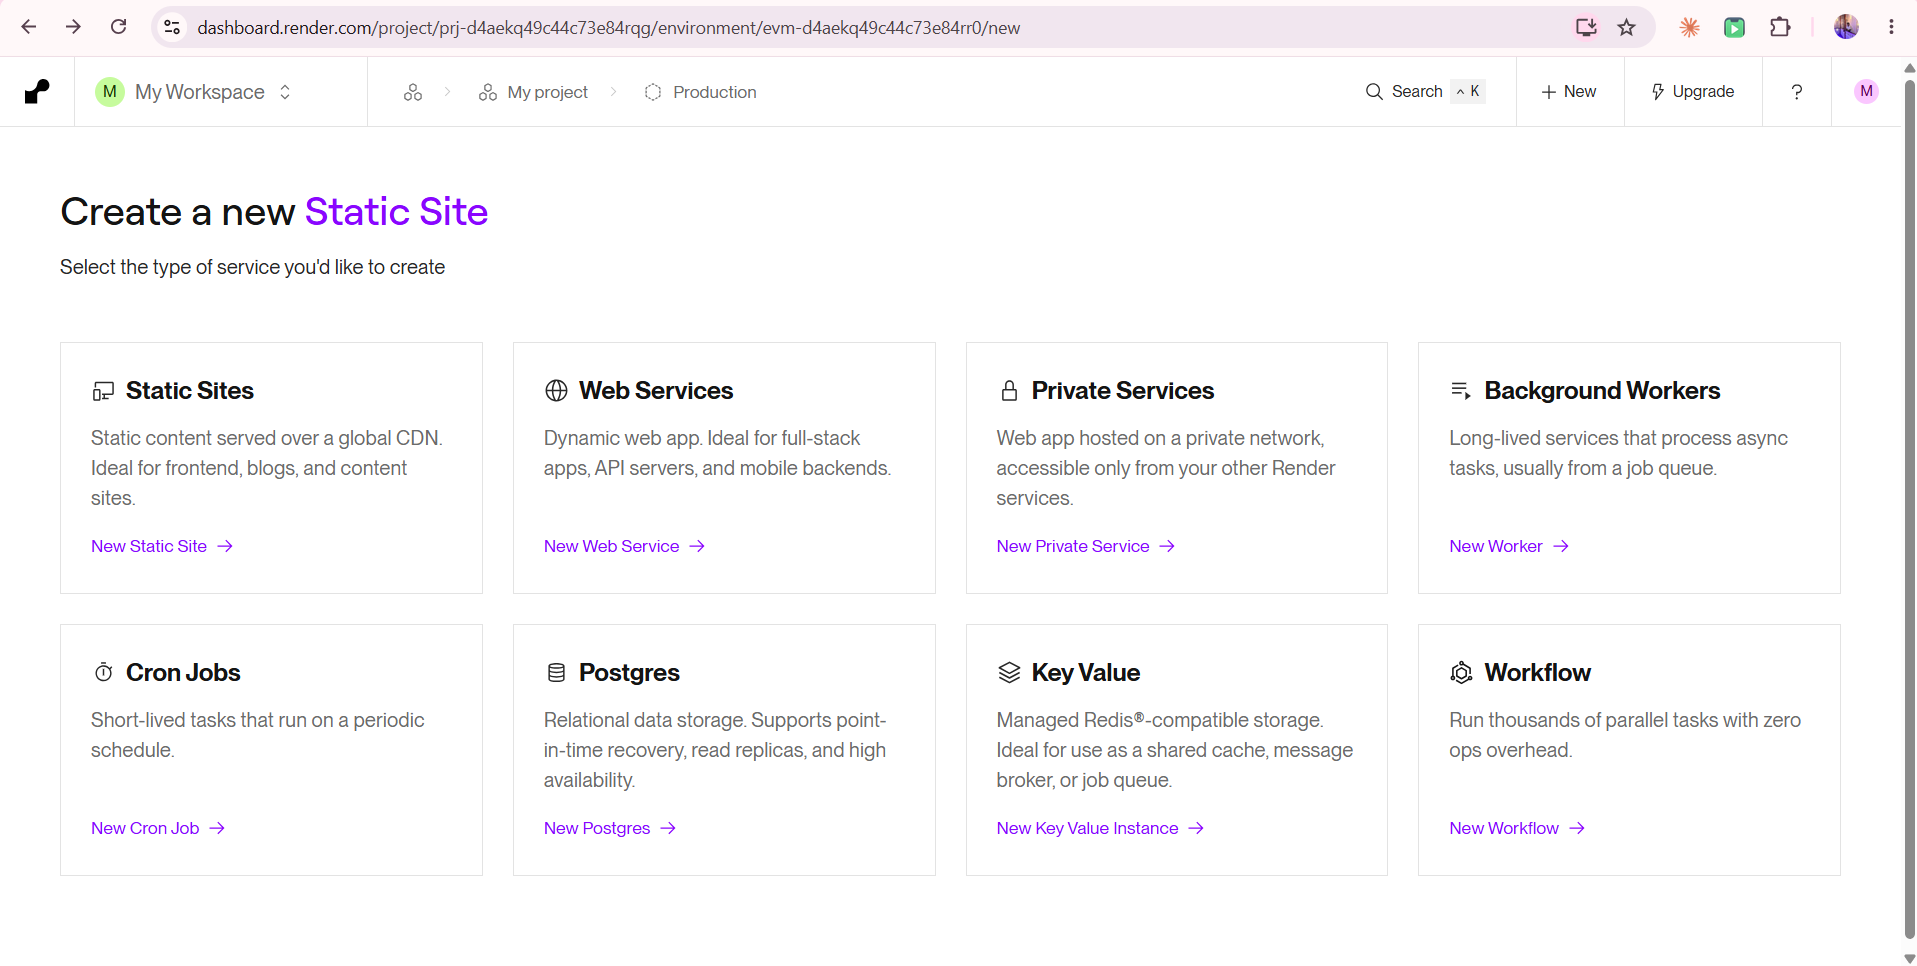 dashboard.render.com/project/prj-d4aekq49c44c73e84rqg/environment/evm-d4aekq49c44c73e84rr0/new
M My Workspace
My project
Production
Search ^ K
+ New
Upgrade
?
M
Create a new Static Site
Select the type of service you'd like to create
Static Sites
Static content served over a global CDN.
Ideal for frontend, blogs, and content
sites.
New Static Site →
Web Services
Dynamic web app. Ideal for full-stack
apps, API servers, and mobile backends.
New Web Service →
Private Services
Web app hosted on a private network,
accessible only from your other Render
services.
New Private Service →
Background Workers
Long-lived services that process async
tasks, usually from a job queue.
New Worker →
Cron Jobs
Short-lived tasks that run on a periodic
schedule.
New Cron Job →
Postgres
Relational data storage. Supports point-
in-time recovery, read replicas, and high
availability.
New Postgres →
Key Value
Managed Redis®-compatible storage.
Ideal for use as a shared cache, message
broker, or job queue.
New Key Value Instance →
Workflow
Run thousands of parallel tasks with zero
ops overhead.
New Workflow →